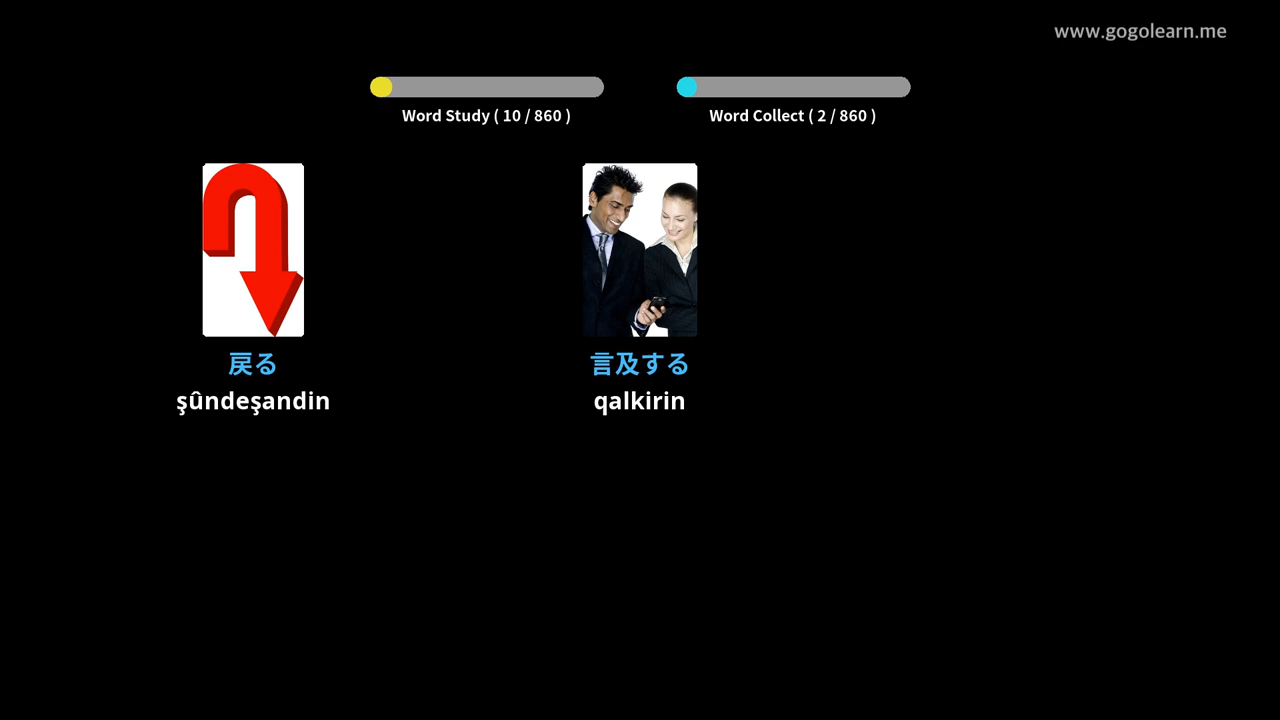 www.gogolearn.me
Word Study ( 10 / 860 )
Word Collect ( 2 / 860 )
戻る
şûndeşandin
言及する
qalkirin